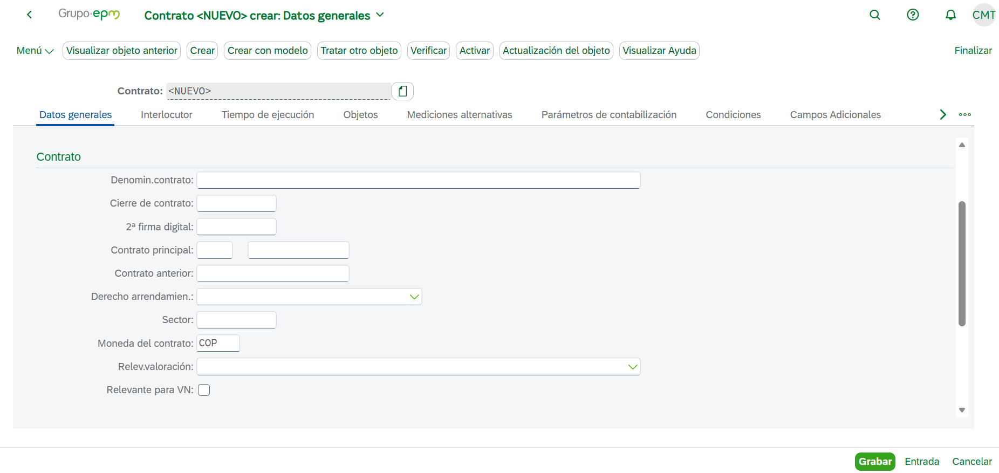 Grupo·epm Contrato <NUEVO> crear: Datos generales CMT
Menú Visualizar objeto anterior Crear Crear con modelo Tratar otro objeto Verificar Activar Actualización del objeto Visualizar Ayuda Finalizar
Contrato: <NUEVO>
Datos generales Interlocutor Tiempo de ejecución Objetos Mediciones alternativas Parámetros de contabilización Condiciones Campos Adicionales
Contrato
Denomin.contrato:
Cierre de contrato:
2ª firma digital:
Contrato principal:
Contrato anterior:
Derecho arrendamien.:
Sector:
Moneda del contrato: COP
Relev.valoración:
Relevante para VN:
Grabar Entrada Cancelar